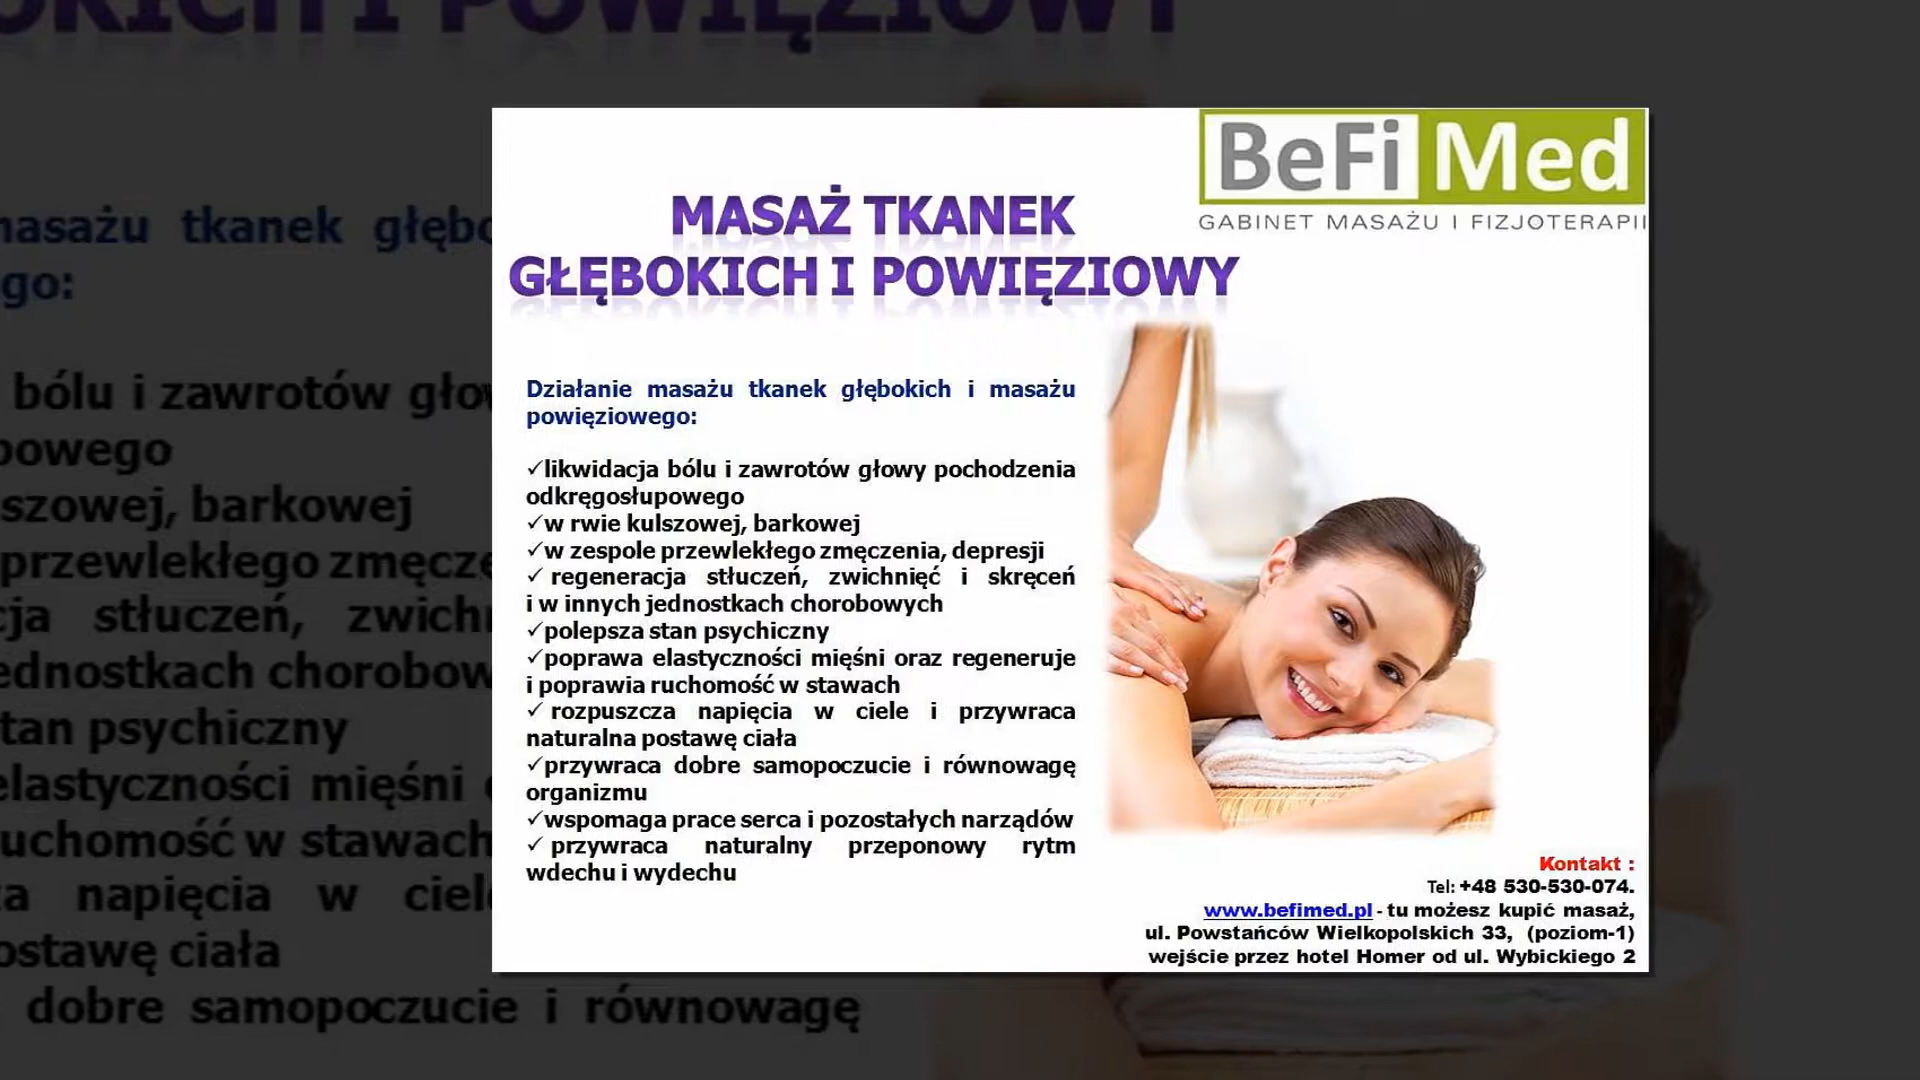 BeFi Med
GABINET MASAŻU I FIZJOTERAPII
MASAŻ TKANEK
GŁĘBOKICH I POWIĘZIOWY
Działanie masażu tkanek głębokich i masażu
powięziowego:
✓likwidacja bólu i zawrotów głowy pochodzenia
odkręgosłupowego
✓w rwie kulszowej, barkowej
✓w zespole przewlekłego zmęczenia, depresji
✓ regeneracja stłuczeń, zwichnięć i skręceń
i w innych jednostkach chorobowych
✓polepsza stan psychiczny
✓poprawa elastyczności mięśni oraz regeneruje
i poprawia ruchomość w stawach
✓ rozpuszcza napięcia w ciele i przywraca
naturalna postawę ciała
✓przywraca dobre samopoczucie i równowagę
organizmu
✓wspomaga prace serca i pozostałych narządów
✓ przywraca naturalny przeponowy rytm
wdechu i wydechu
Kontakt :
Tel: +48 530-530-074.
www.befimed.pl - tu możesz kupić masaż,
ul. Powstańców Wielkopolskich 33, (poziom-1)
wejście przez hotel Homer od ul. Wybickiego 2